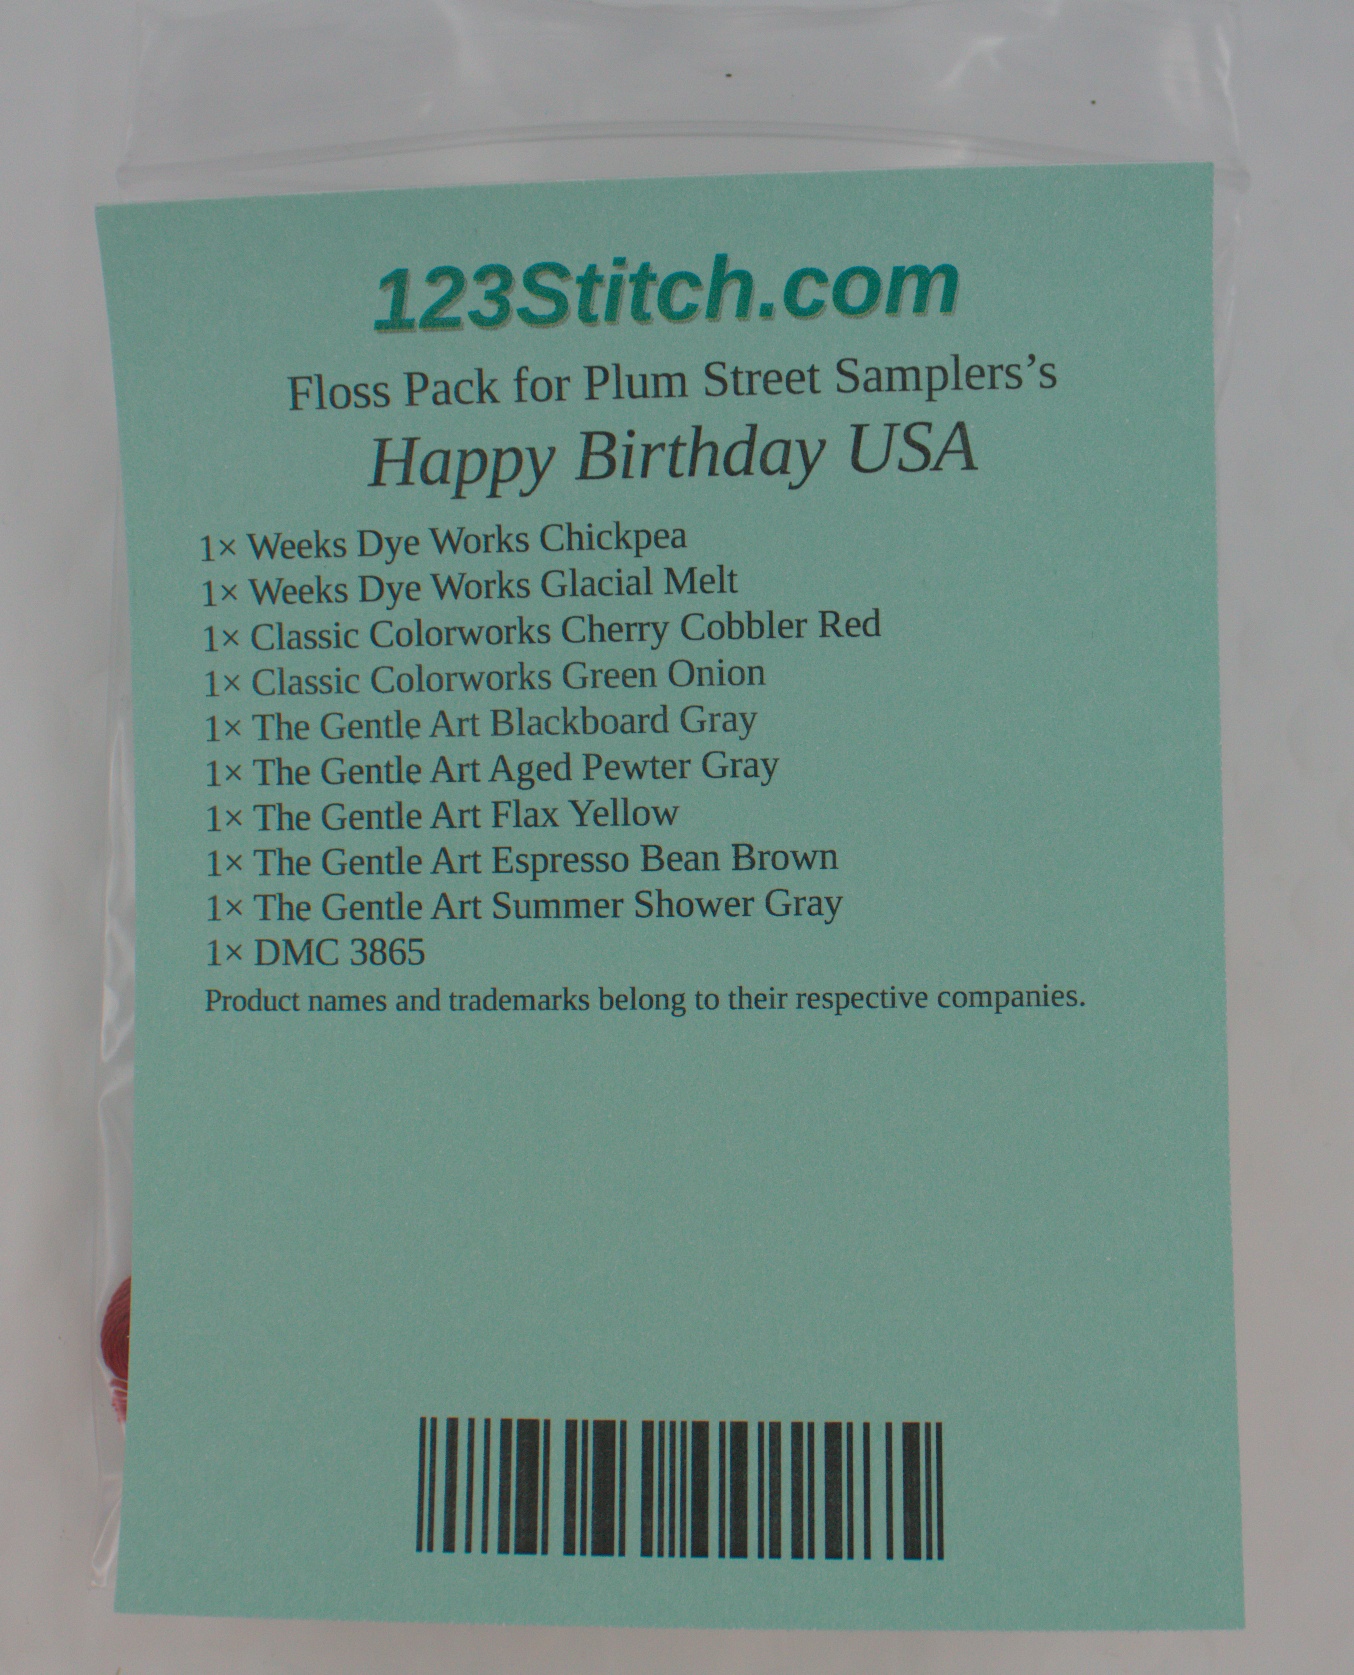 123Stitch.com
Floss Pack for Plum Street Samplers’s
Happy Birthday USA
1× Weeks Dye Works Chickpea
1× Weeks Dye Works Glacial Melt
1× Classic Colorworks Cherry Cobbler Red
1× Classic Colorworks Green Onion
1× The Gentle Art Blackboard Gray
1× The Gentle Art Aged Pewter Gray
1× The Gentle Art Flax Yellow
1× The Gentle Art Espresso Bean Brown
1× The Gentle Art Summer Shower Gray
1× DMC 3865
Product names and trademarks belong to their respective companies.